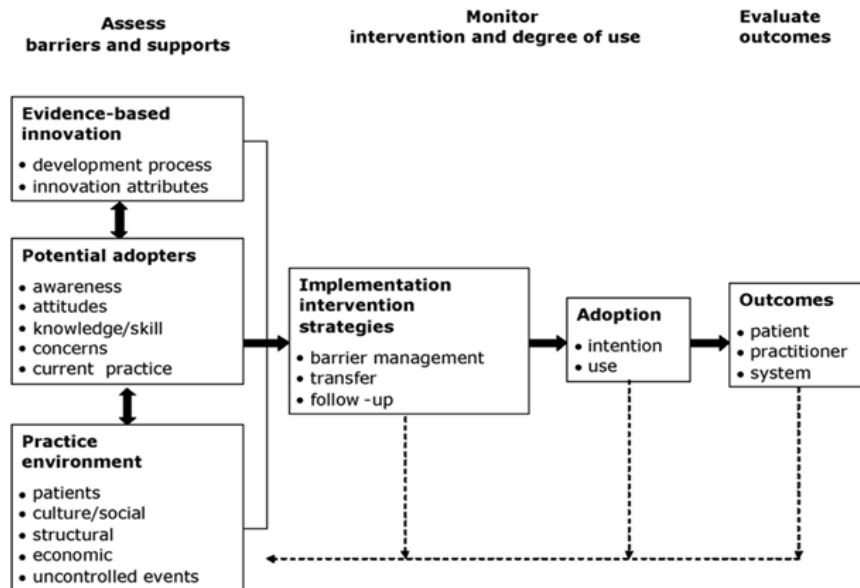 Assess
barriers and supports
Monitor
intervention and degree of use
Evaluate
outcomes
Evidence-based
innovation
• development process
• innovation attributes
Potential adopters
• awareness
• attitudes
• knowledge/skill
• concerns
• current practice
Practice
environment
• patients
• culture/social
• structural
• economic
• uncontrolled events
Implementation
intervention
strategies
• barrier management
• transfer
• follow -up
Adoption
• intention
• use
Outcomes
• patient
• practitioner
• system